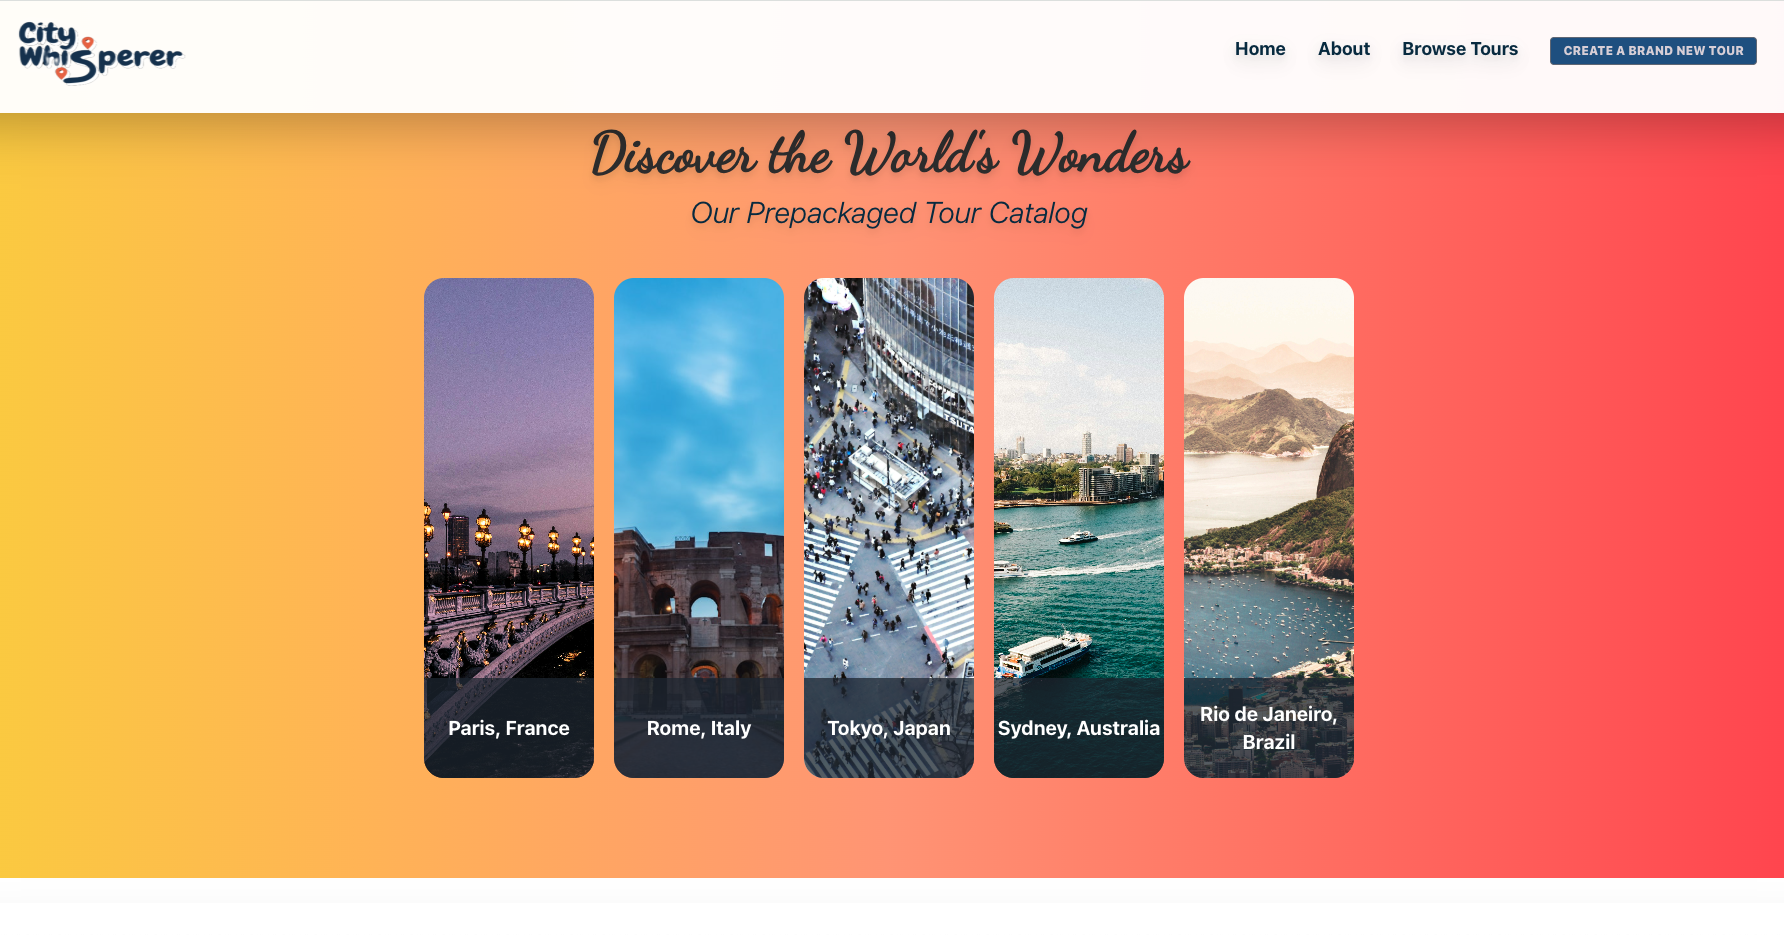 City
Whisperer
Home
About
Browse Tours
CREATE A BRAND NEW TOUR
Discover the World's Wonders
Our Prepackaged Tour Catalog
TSUTA
Paris, France
Rome, Italy
Tokyo, Japan
Sydney, Australia
Rio de Janeiro,
Brazil